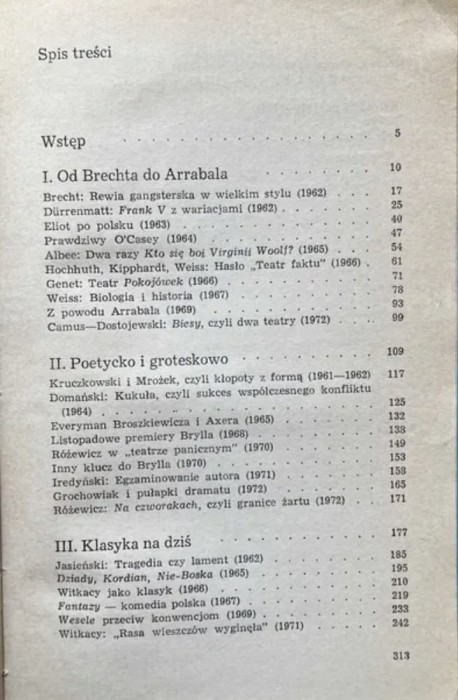 Spis treści
Wstęp . . . . . . . . . . . . . . 5
I. Od Brechta do Arrabala . . . . . . 10
Brecht: Rewia gangsterska w wielkim stylu (1962) . . . 17
Dürrenmatt: Frank V z wariacjami (1962) . . . . . . 25
Eliot po polsku (1963) . . . . . . . . . . . . 40
Prawdziwy O'Casey (1964) . . . . . . . . . . . 47
Albee: Dwa razy Kto się boi Virginii Woolf? (1965) . . . 54
Hochhuth, Kipphardt, Weiss: Hasło „Teatr faktu" (1966) . 61
Genet: Teatr Pokojówek (1966) . . . . . . . . . 71
Weiss: Biologia i historia (1967) . . . . . . . . 78
Z powodu Arrabala (1969) . . . . . . . . . . . 93
Camus—Dostojewski: Biesy, czyli dwa teatry (1972) . . . 99
II. Poetycko i groteskowo . . . . . . . 109
Kruczkowski i Mrożek, czyli kłopoty z formą (1961—1962) 117
Domański: Kukuła, czyli sukces współczesnego konfliktu
(1964) . . . . . . . . . . . . . . . . 125
Everyman Broszkiewicza i Axera (1965) . . . . . . 132
Listopadowe premiery Brylla (1968) . . . . . . . 138
Różewicz w „teatrze panicznym" (1970) . . . . . . 149
Inny klucz do Brylla (1970) . . . . . . . . . . 153
Iredyński: Egzaminowanie autora (1971) . . . . . . 158
Grochowiak i pułapki dramatu (1972) . . . . . . . 165
Różewicz: Na czworakach, czyli granice żartu (1972) . . 171
III. Klasyka na dziś . . . . . . . . . 177
Jasieński: Tragedia czy lament (1962) . . . . . . 185
Dziady, Kordian, Nie-Boska (1965) . . . . . . . . 195
Witkacy jako klasyk (1966) . . . . . . . . . . 210
Fantazy — komedia polska (1967) . . . . . . . . 219
Wesele przeciw konwencjom (1969) . . . . . . . . 233
Witkacy: „Rasa wieszczów wyginęła" (1971) . . . . . 242
313